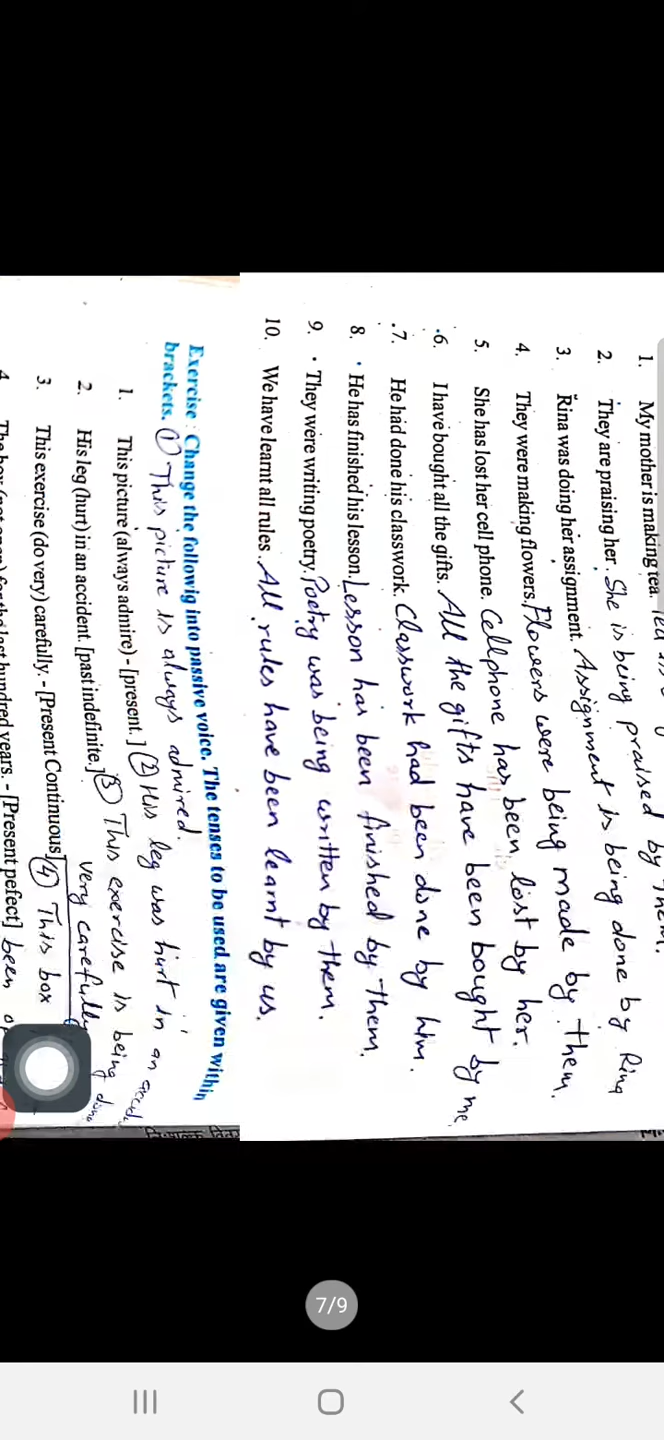 1. My mother is making tea.
2. They are praising her. She is being praised by them.
3. Rina was doing her assignment. Assignment is being done by Rina
4. They were making flowers. Flowers were being made by them.
5. She has lost her cell phone. Cellphone has been lost by her.
6. I have bought all the gifts. All the gifts have been bought by me
7. He had done his classwork. Classwork had been done by him.
8. He has finished his lesson. Lesson has been finished by them.
9. They were writing poetry. Poetry was being written by them.
10. We have learnt all rules. All rules have been learnt by us.
Exercise : Change the followig into passive voice. The tenses to be used are given within
brackets. ① This picture is always admired.
1. This picture (always admire) - [present. ] ② His leg was hurt in an
2. His leg (hurt) in an accident. [past indefinite.] ③ This exercise is being done
very carefully
3. This exercise (do very) carefully. - [Present Continuous] ④ This box
hundred years. - [Present pefect] been
7/9